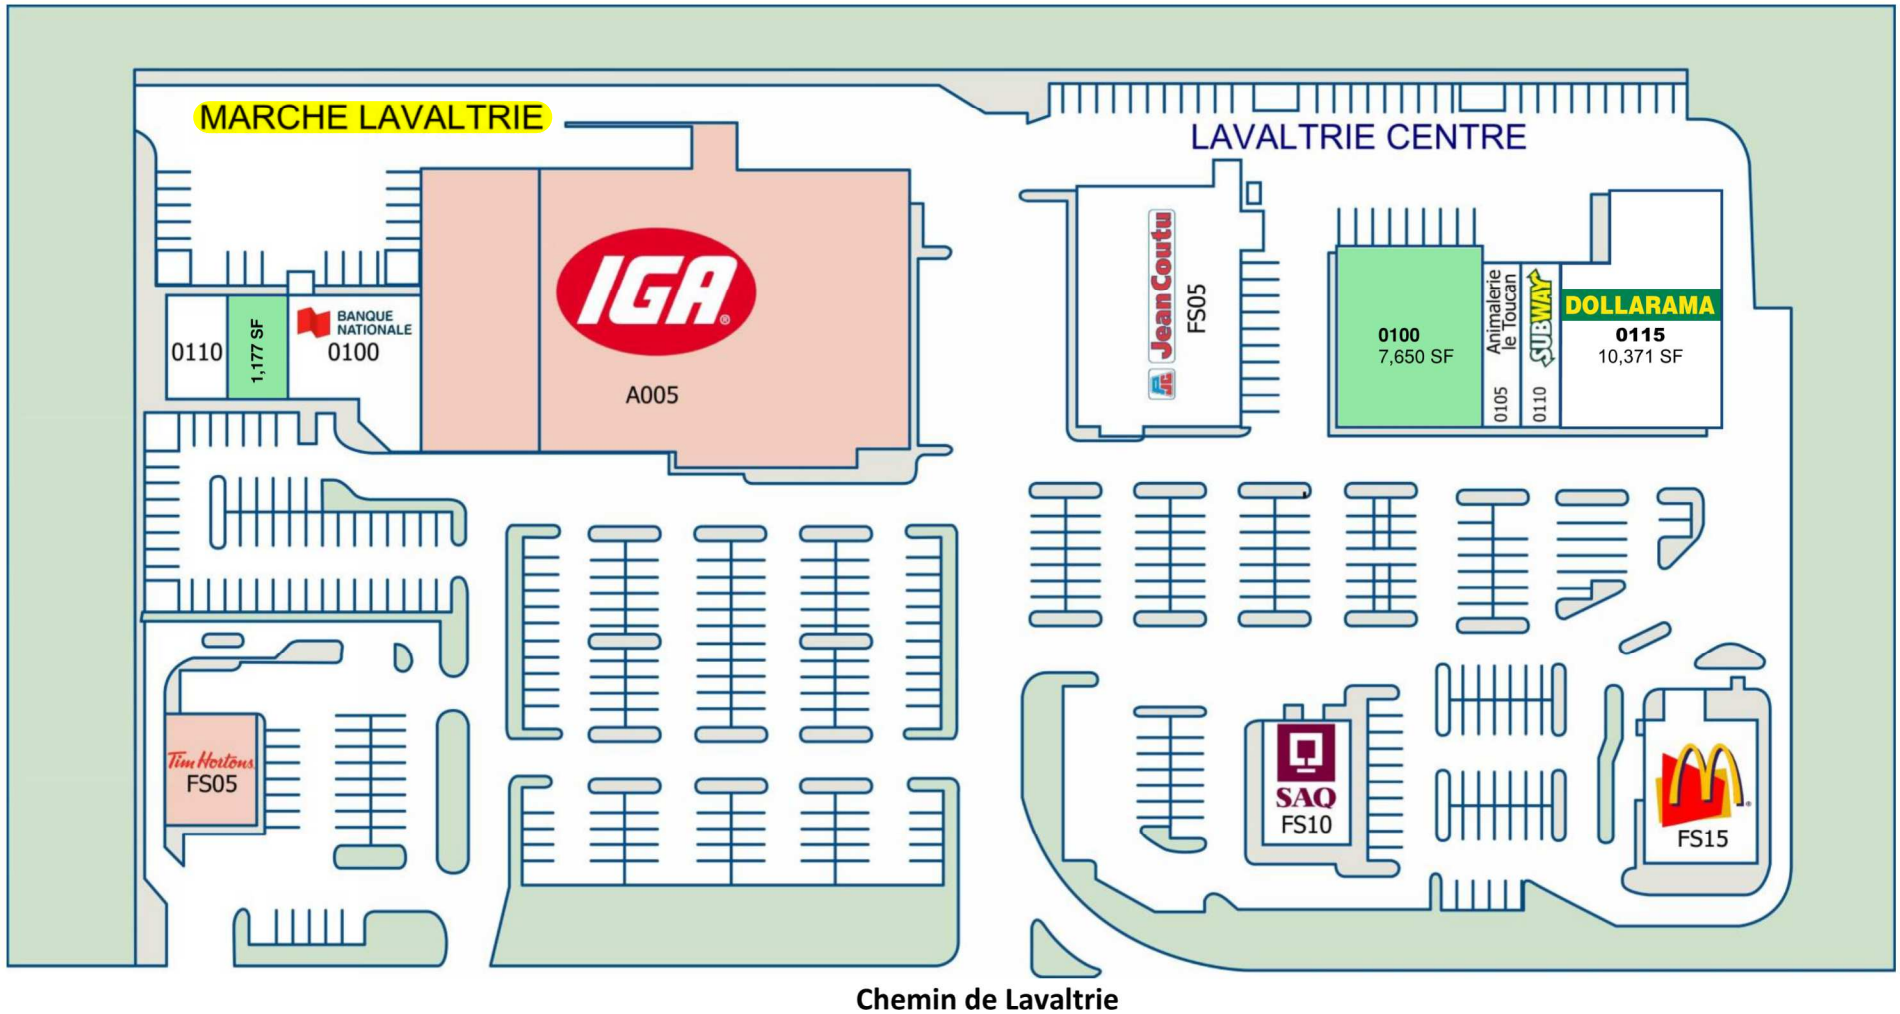 MARCHE LAVALTRIE
LAVALTRIE CENTRE
0110
1,177 SF
BANQUE
NATIONALE
0100
IGA
®
A005
Jean Coutu
FS05
0100
7,650 SF
Animalerie
le Toucan
0105
SUBWAY
0110
DOLLARAMA
0115
10,371 SF
Tim Hortons
FS05
SAQ
FS10
FS15
Chemin de Lavaltrie